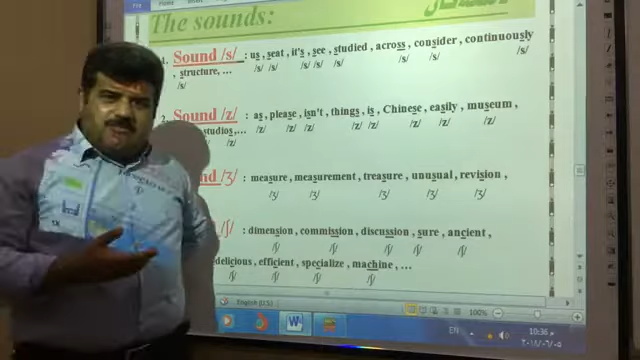 The sounds:
1. Sound /s/ : us , seat , it's , see , studied , across , consider , continuously
/s/ /s/ /s/ /s/ /s/ /s/ /s/ /s/
, structure , ...
/s/
2. Sound /z/ : as , please , isn't , things , is , Chinese , easily , museum ,
/z/ /z/ /z/ /z/ /z/ /z/ /z/ /z/
studios ,...
/z/
nd /ʒ/ : measure , measurement , treasure , unusual , revision ,
/ʒ/ /ʒ/ /ʒ/ /ʒ/ /ʒ/
/ʃ/ : dimension , commission , discussion , sure , ancient ,
/ʃ/ /ʃ/ /ʃ/ /ʃ/ /ʃ/
delicious , efficient , specialize , machine , ...
/ʃ/ /ʃ/ /ʃ/ /ʃ/
English (U.S.) 100%
EN 10:36